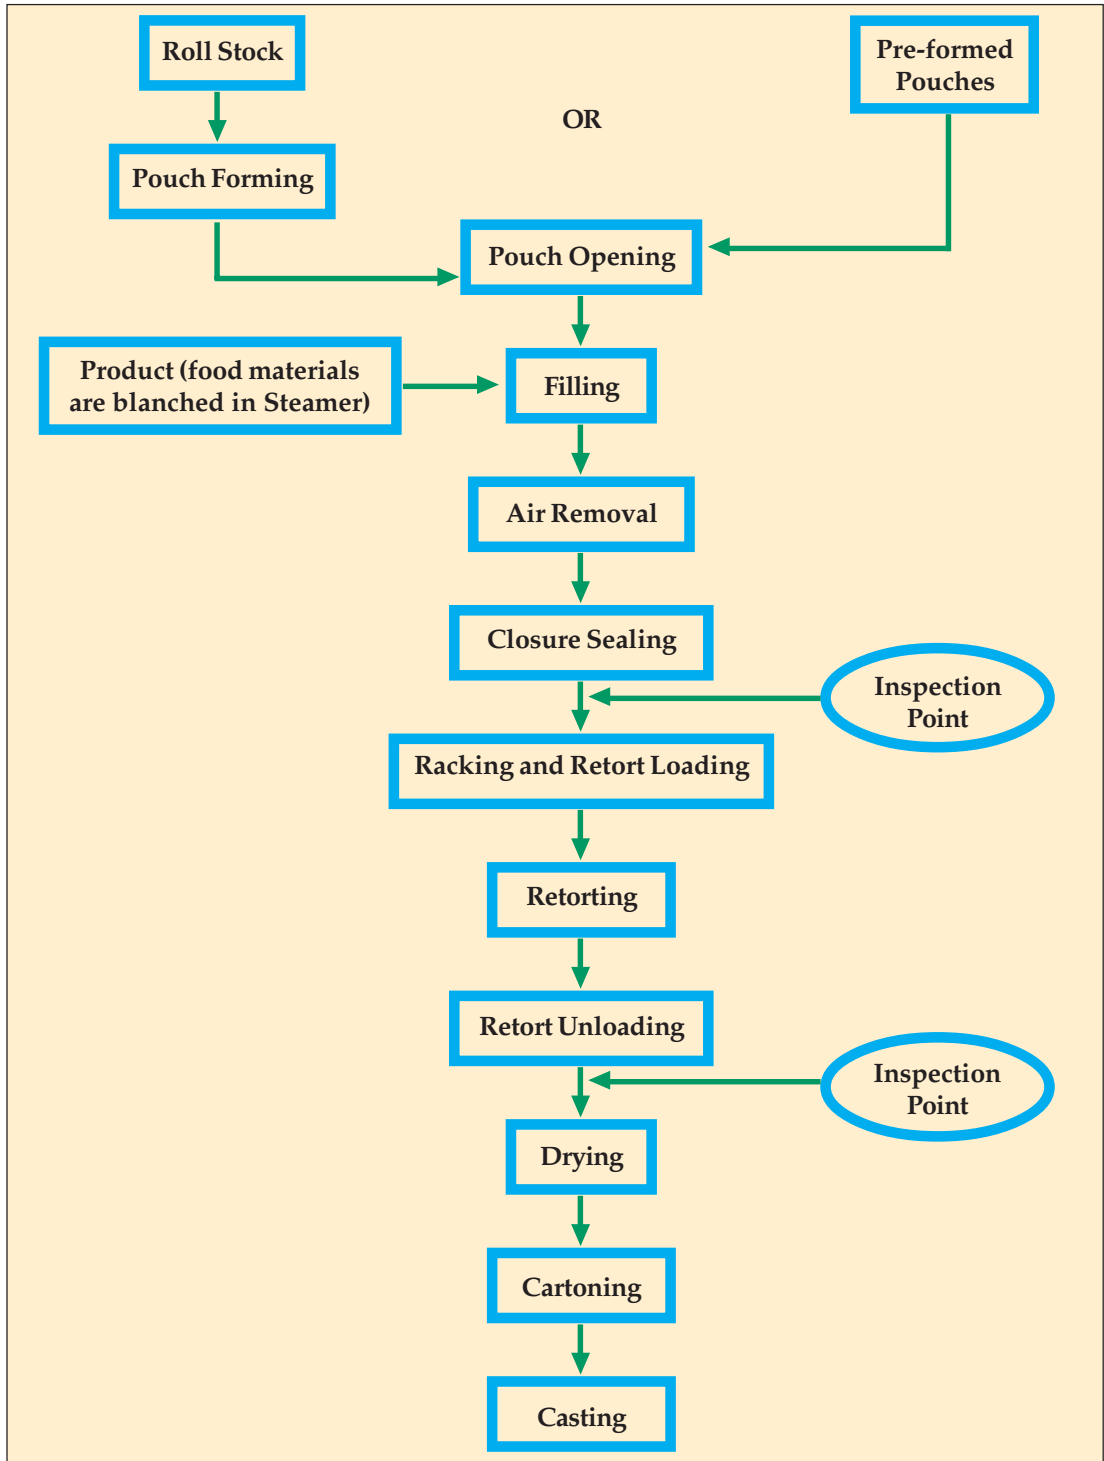 Roll Stock
Pre-formed
Pouches
OR
Pouch Forming
Pouch Opening
Product (food materials
are blanched in Steamer)
Filling
Air Removal
Closure Sealing
Inspection
Point
Racking and Retort Loading
Retorting
Retort Unloading
Inspection
Point
Drying
Cartoning
Casting